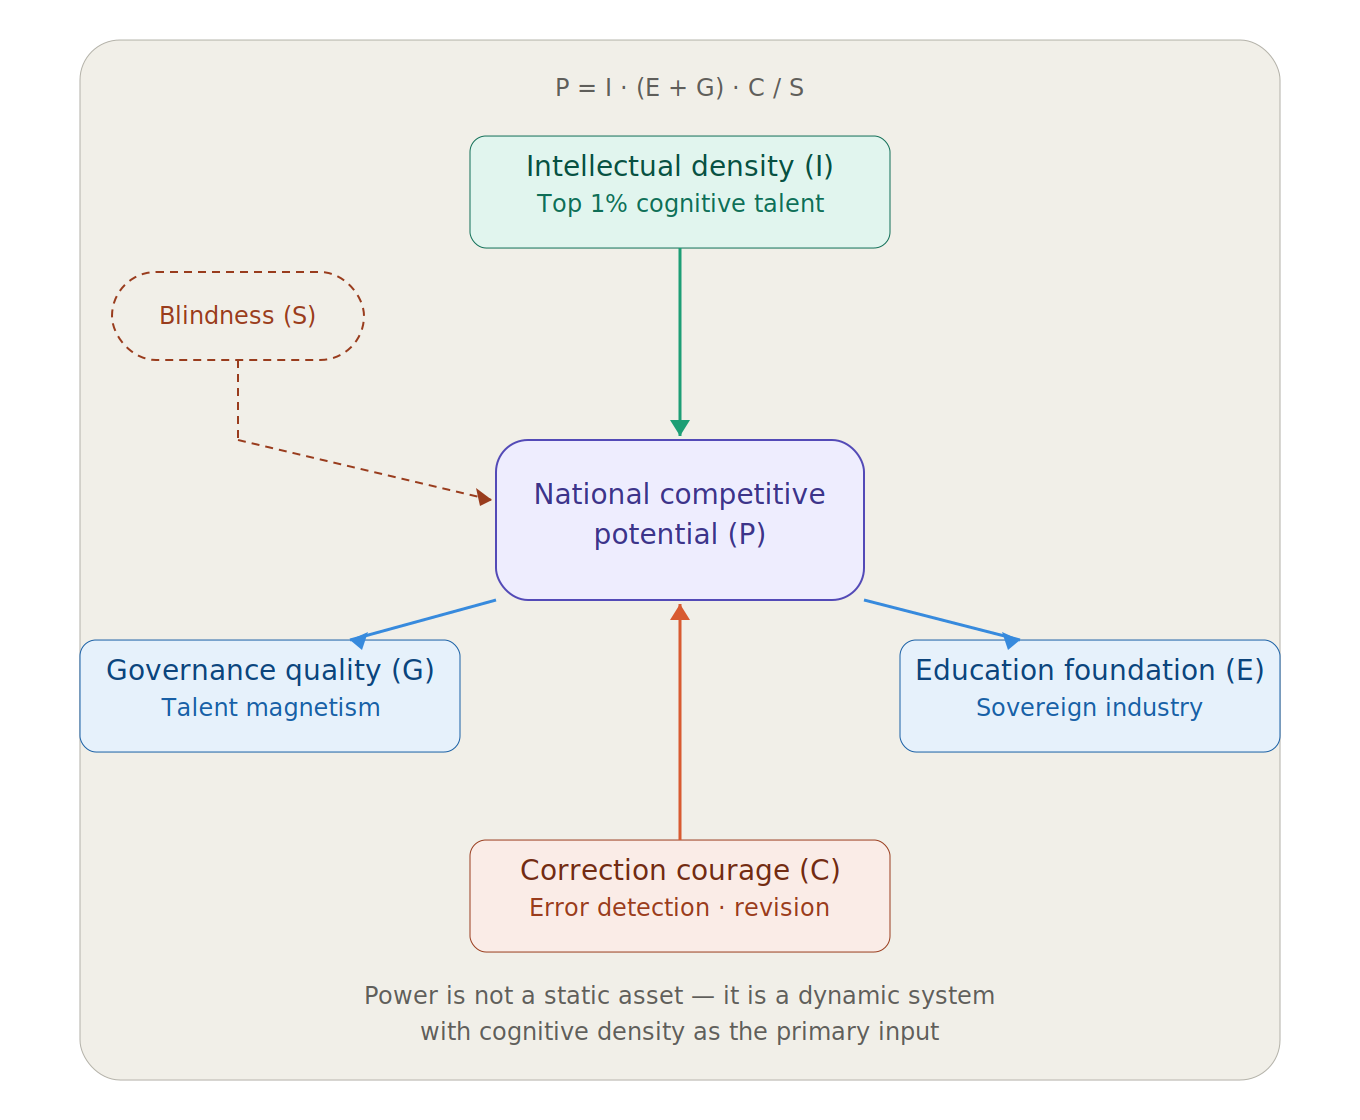 P = I · (E + G) · C / S
Intellectual density (I)
Top 1% cognitive talent
Blindness (S)
National competitive
potential (P)
Governance quality (G)
Talent magnetism
Education foundation (E)
Sovereign industry
Correction courage (C)
Error detection · revision
Power is not a static asset — it is a dynamic system
with cognitive density as the primary input